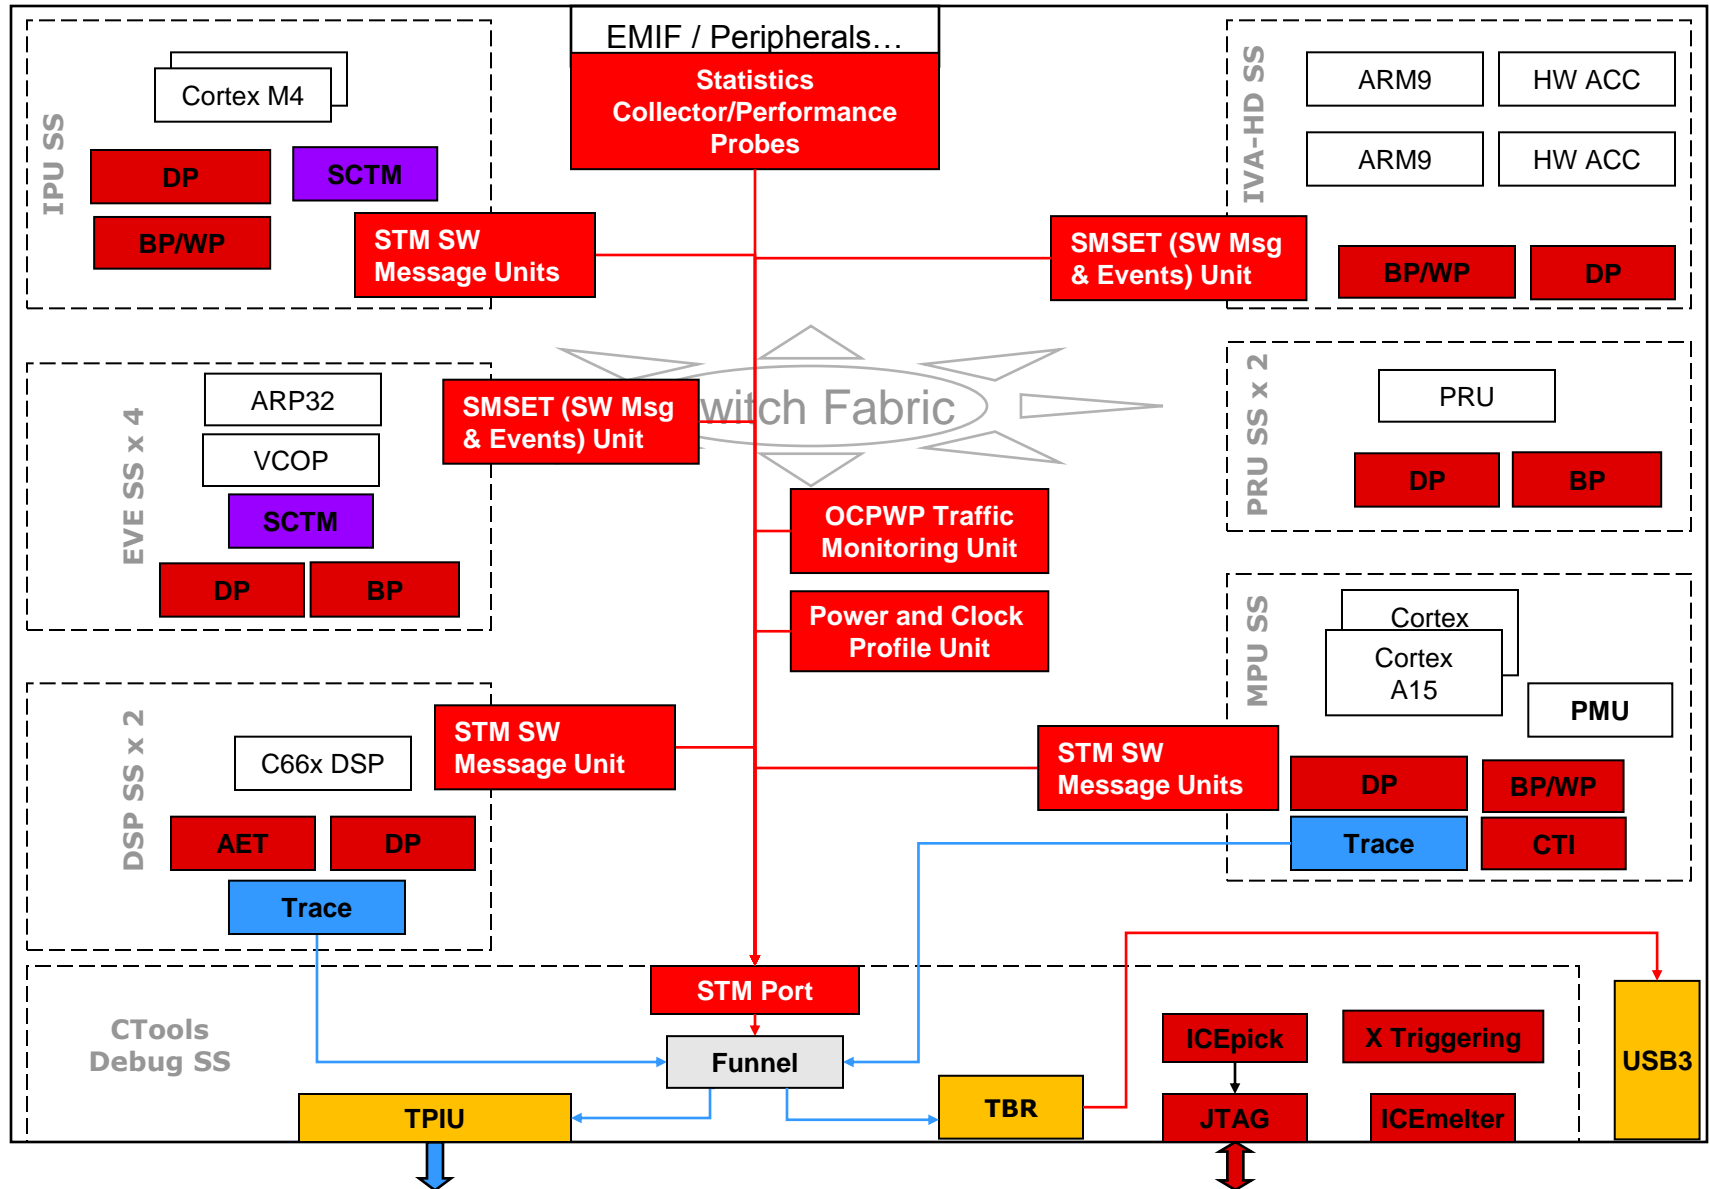 EMIF / Peripherals…
Statistics
Collector/Performance
Probes
IPU SS
Cortex M4
DP
SCTM
BP/WP
STM SW
Message Units
IVA-HD SS
ARM9
HW ACC
ARM9
HW ACC
SMSET (SW Msg
& Events) Unit
BP/WP
DP
EVE SS x 4
ARP32
VCOP
SCTM
DP
BP
SMSET (SW Msg
& Events) Unit
witch Fabric
PRU SS x 2
PRU
DP
BP
OCPWP Traffic
Monitoring Unit
Power and Clock
Profile Unit
DSP SS x 2
C66x DSP
AET
DP
Trace
STM SW
Message Unit
MPU SS
Cortex
Cortex
A15
PMU
STM SW
Message Units
DP
BP/WP
Trace
CTI
CTools
Debug SS
STM Port
Funnel
TPIU
TBR
ICEpick
X Triggering
JTAG
ICEmelter
USB3